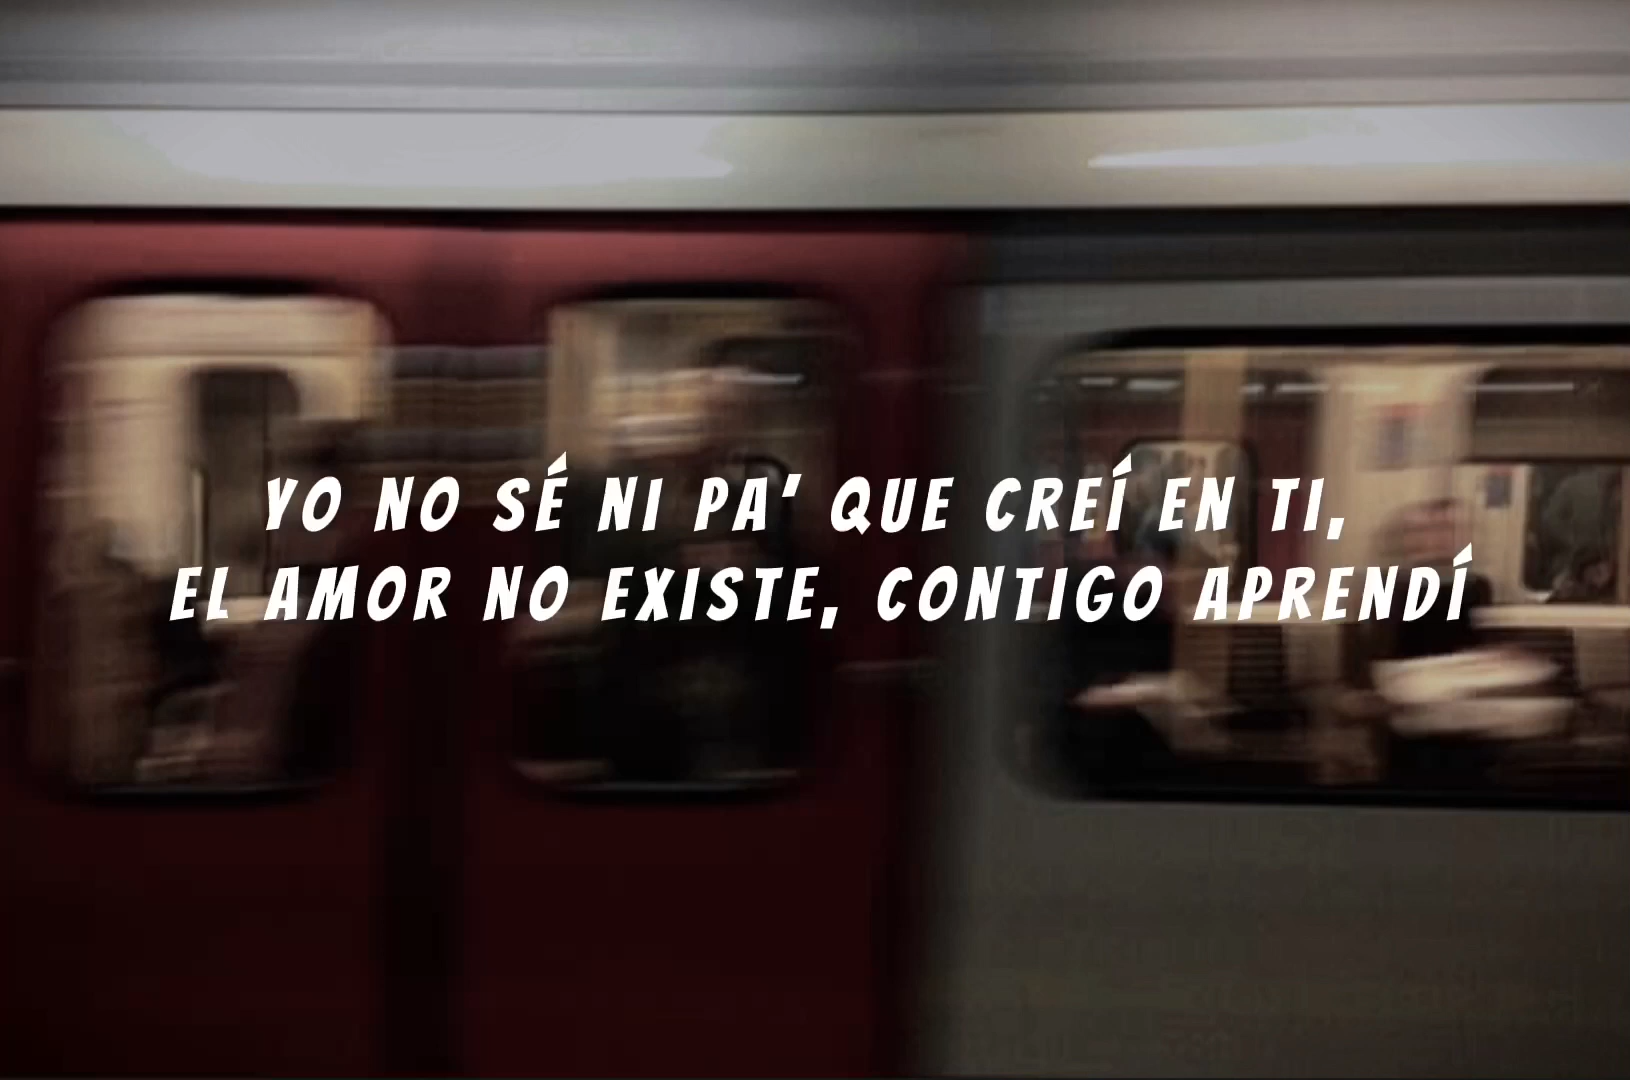 YO NO SÉ NI PA' QUE CREÍ EN TI,
EL AMOR NO EXISTE, CONTIGO APRENDÍ